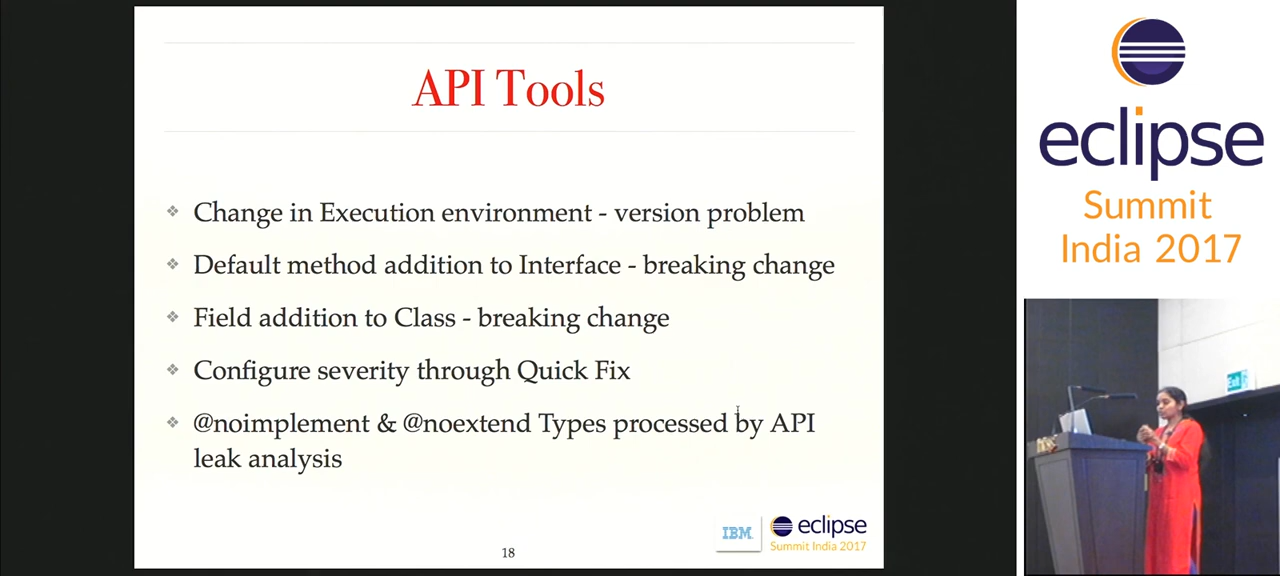 API Tools
Change in Execution environment - version problem
Default method addition to Interface - breaking change
Field addition to Class - breaking change
Configure severity through Quick Fix
@noimplement & @noextend Types processed by API
leak analysis
18
IBM
eclipse
Summit India 2017
eclipse
Summit
India 2017
Exit